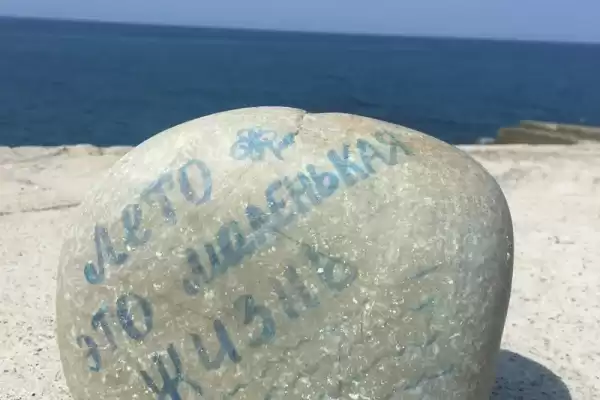 Лето
это маленькая
жизнь